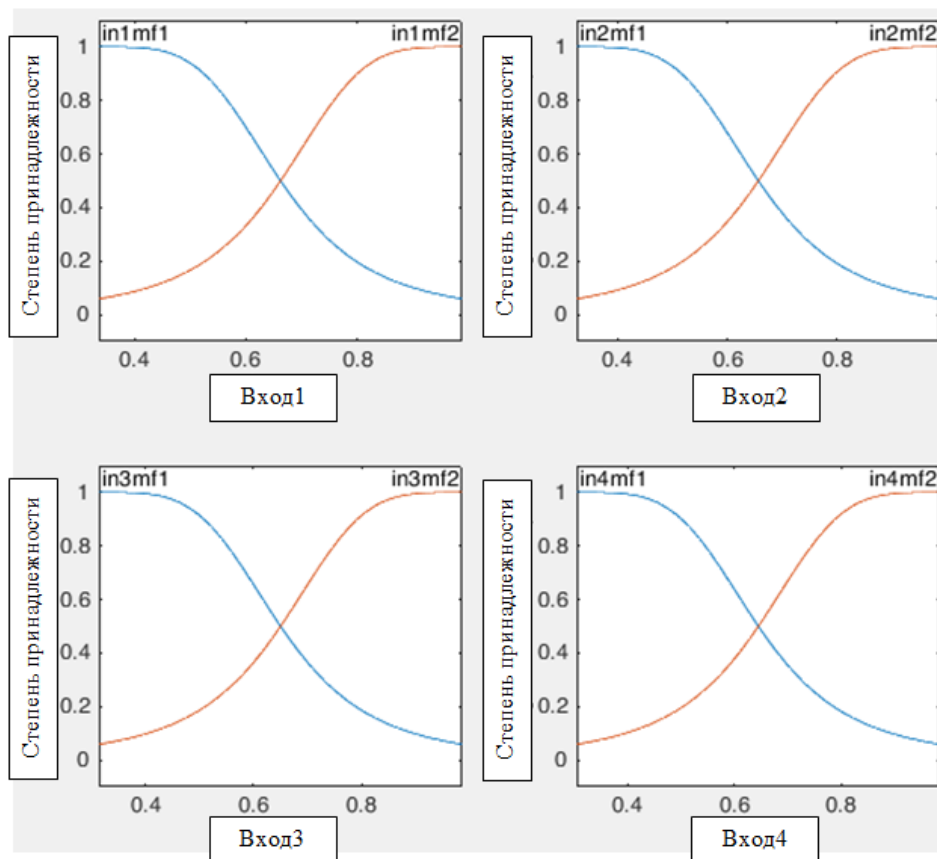 in1mf1 in1mf2
Степень принадлежности
1
0.8
0.6
0.4
0.2
0
0.4 0.6 0.8
Вход1
in2mf1 in2mf2
Степень принадлежности
1
0.8
0.6
0.4
0.2
0
0.4 0.6 0.8
Вход2
in3mf1 in3mf2
Степень принадлежности
1
0.8
0.6
0.4
0.2
0
0.4 0.6 0.8
Вход3
in4mf1 in4mf2
Степень принадлежности
1
0.8
0.6
0.4
0.2
0
0.4 0.6 0.8
Вход4